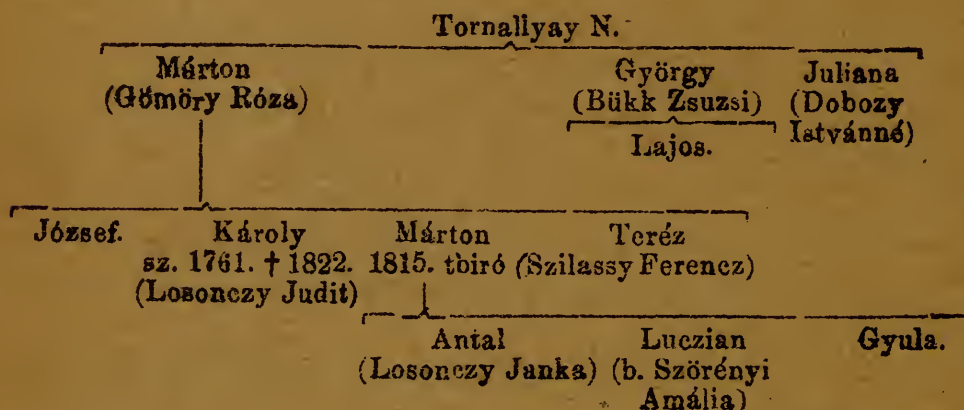 Tornallyay N.
Márton György Juliana
(Gömöry Róza) (Bükk Zsuzsi) (Dobozy
Lajos. Istvánné)
József. Károly Márton Teréz
sz. 1761. † 1822. 1815. tbiró (Szilassy Ferencz)
(Losonczy Judit)
Antal Luczian Gyula.
(Losonczy Janka) (b. Szörényi
Amália)